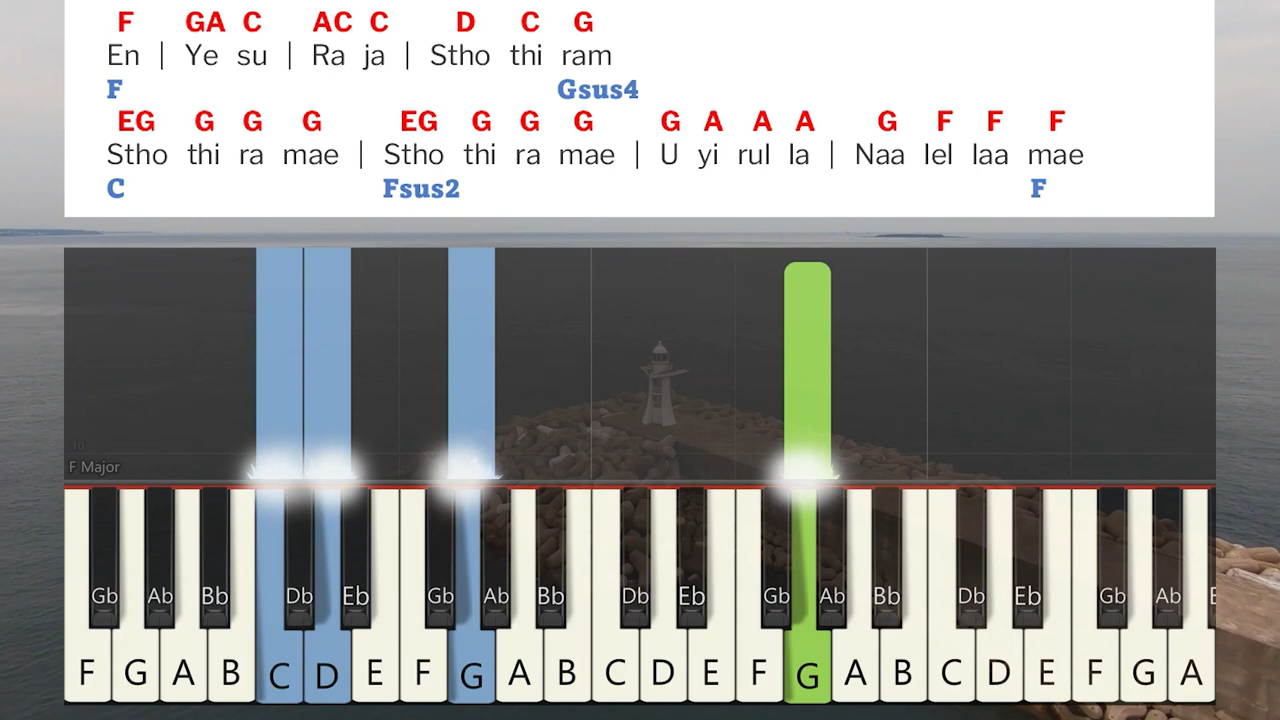 F GA C AC C D C G
En | Ye su | Ra ja | Stho thi ram
F Gsus4
EG G G G EG G G G G A A A G F F F
Stho thi ra mae | Stho thi ra mae | U yi rul la | Naa lel laa mae
C Fsus2 F
10
F Major
Gb Ab Bb Db Eb Gb Ab Bb Db Eb Gb Ab Bb Db Eb Gb Ab E
F G A B C D E F G A B C D E F G A B C D E F G A